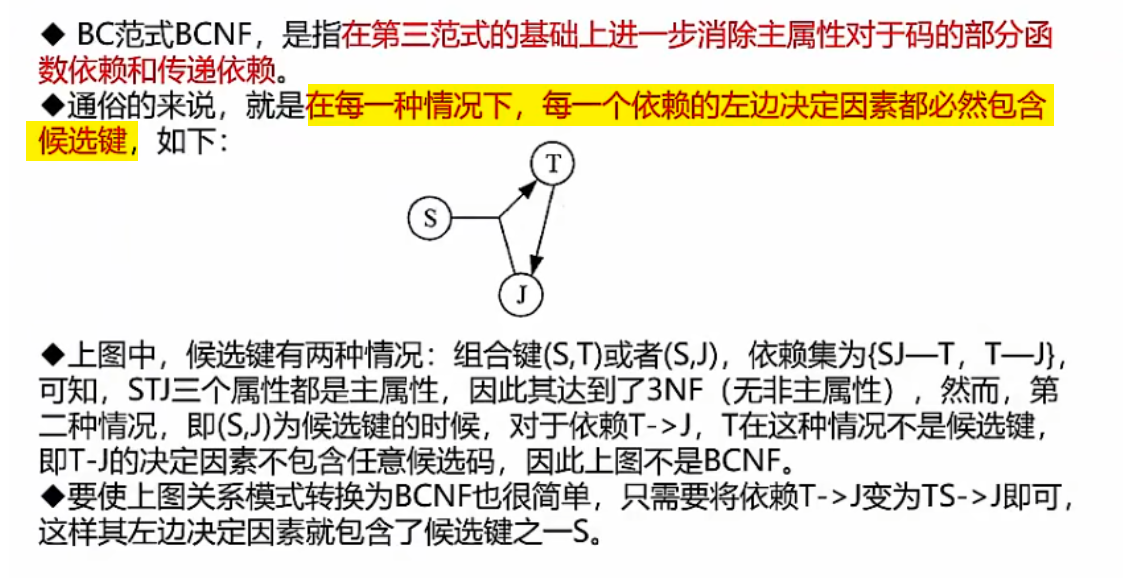 ◆ BC范式BCNF，是指在第三范式的基础上进一步消除主属性对于码的部分函
数依赖和传递依赖。
◆通俗的来说，就是在每一种情况下，每一个依赖的左边决定因素都必然包含
候选键，如下：
T
S
J
◆上图中，候选键有两种情况：组合键(S,T)或者(S,J)，依赖集为{SJ—T，T—J}，
可知，STJ三个属性都是主属性，因此其达到了3NF（无非主属性），然而，第
二种情况，即(S,J)为候选键的时候，对于依赖T->J，T在这种情况不是候选键，
即T-J的决定因素不包含任意候选码，因此上图不是BCNF。
◆要使上图关系模式转换为BCNF也很简单，只需要将依赖T->J变为TS->J即可，
这样其左边决定因素就包含了候选键之一S。